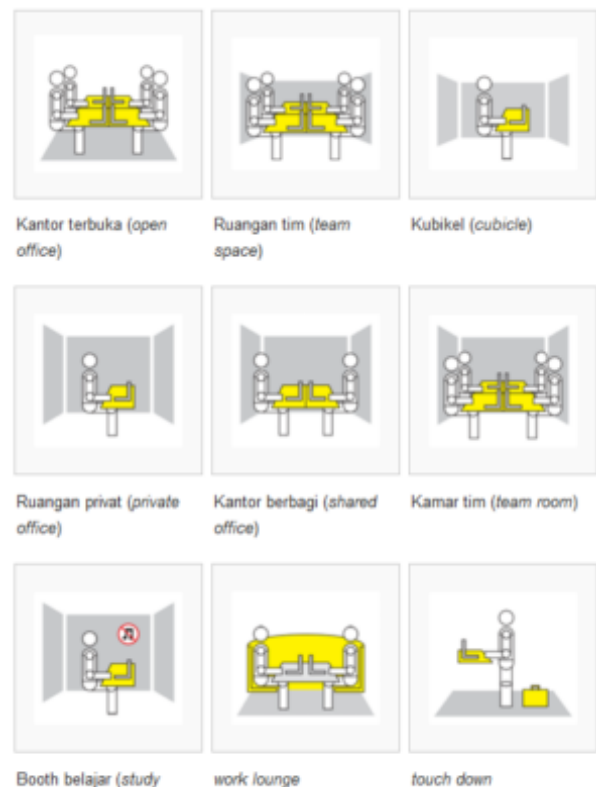 Kantor terbuka (open
office)
Ruangan tim (team
space)
Kubikel (cubicle)
Ruangan privat (private
office)
Kantor berbagi (shared
office)
Kamar tim (team room)
Booth belajar (study
work lounge
touch down